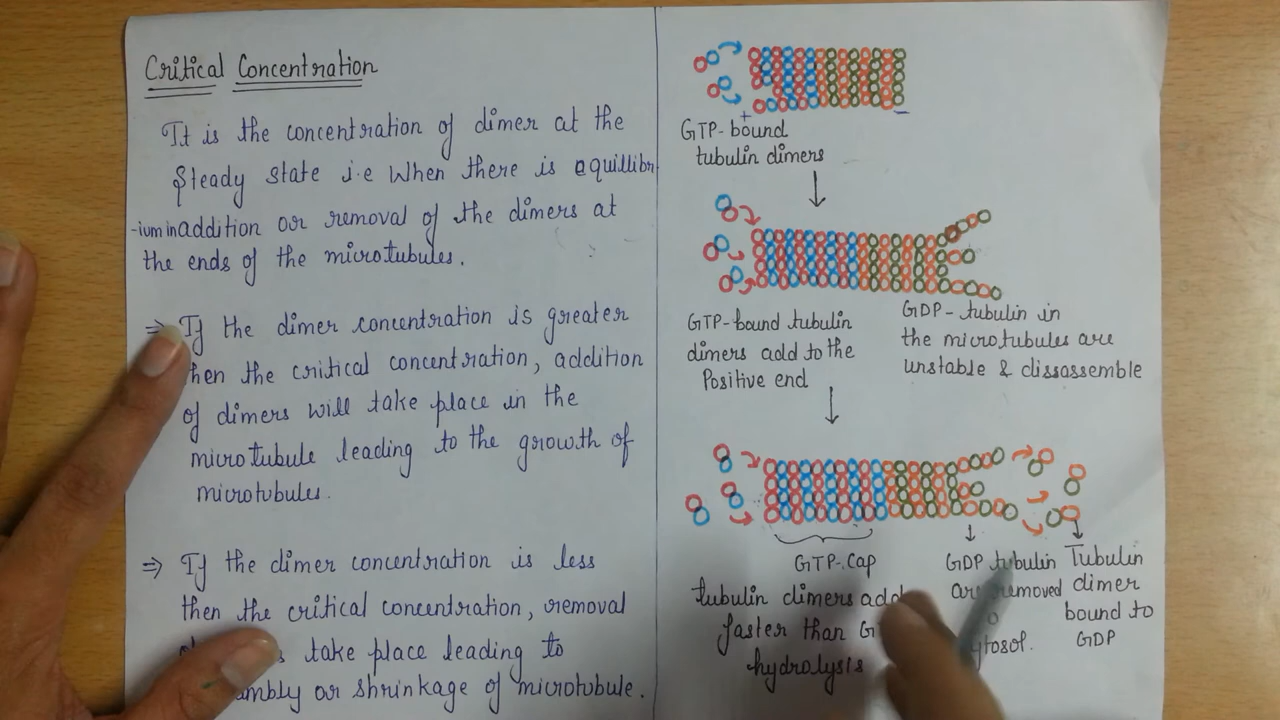 Critical Concentration
It is the concentration of dimer at the
steady state i.e When there is equillibr
-ium inaddition or removal of the dimers at
the ends of the microtubules.
⇒ If the dimer concentration is greater
hen the critical concentration, addition
of dimers will take place in the
microtubule leading to the growth of
microtubules.
⇒ If the dimer concentration is less
then the critical concentration, removal
take place leading to
or shrinkage of microtubule.
+ −
GTP-bound
tubulin dimers
GTP-bound tubulin
dimers add to the
Positive end
GDP-tubulin in
the microtubules are
unstable & dissassemble
GTP-Cap
tubulin dimers add
faster than G
hydrolysis
GDP tubulin
are removed
ytosol.
Tubulin
dimer
bound to
GDP